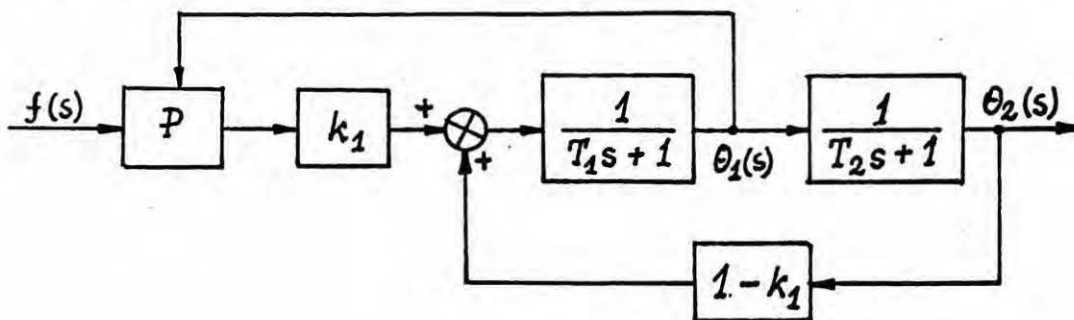 f(s)
P
k₁
+
+
1
T₁s+1
θ₁(s)
1
T₂s+1
θ₂(s)
1.-k₁